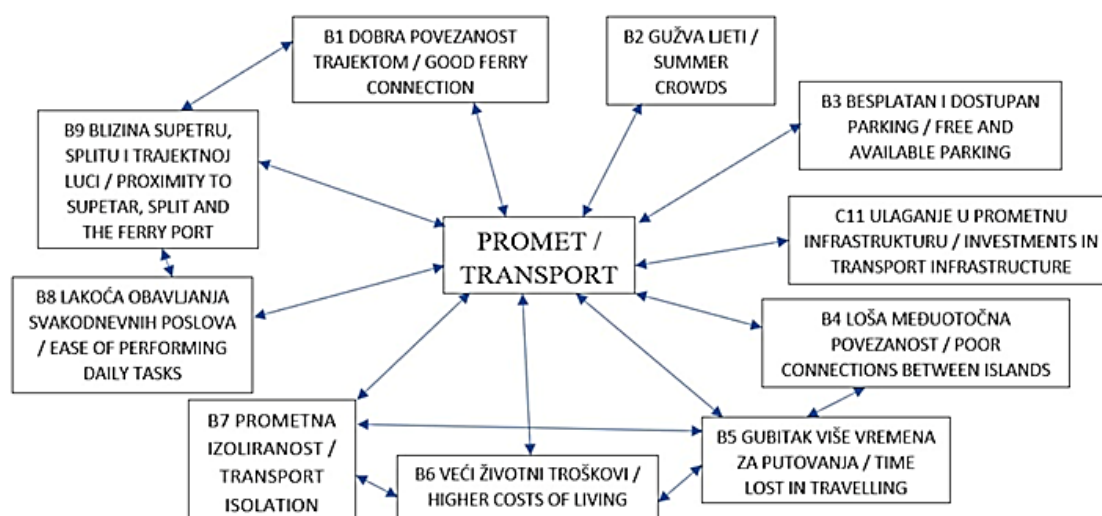 B1 DOBRA POVEZANOST
TRAJEKTOM / GOOD FERRY
CONNECTION
B2 GUŽVA LJETI /
SUMMER
CROWDS
B3 BESPLATAN I DOSTUPAN
PARKING / FREE AND
AVAILABLE PARKING
B9 BLIZINA SUPETRU,
SPLITU I TRAJEKTNOJ
LUCI / PROXIMITY TO
SUPETAR, SPLIT AND
THE FERRY PORT
PROMET /
TRANSPORT
C11 ULAGANJE U PROMETNU
INFRASTRUKTURU / INVESTMENTS IN
TRANSPORT INFRASTRUCTURE
B8 LAKOĆA OBAVLJANJA
SVAKODNEVNIH POSLOVA
/ EASE OF PERFORMING
DAILY TASKS
B4 LOŠA MEĐUOTOČNA
POVEZANOST / POOR
CONNECTIONS BETWEEN ISLANDS
B7 PROMETNA
IZOLIRANOST /
TRANSPORT
ISOLATION
B6 VEĆI ŽIVOTNI TROŠKOVI /
HIGHER COSTS OF LIVING
B5 GUBITAK VIŠE VREMENA
ZA PUTOVANJA / TIME
LOST IN TRAVELLING